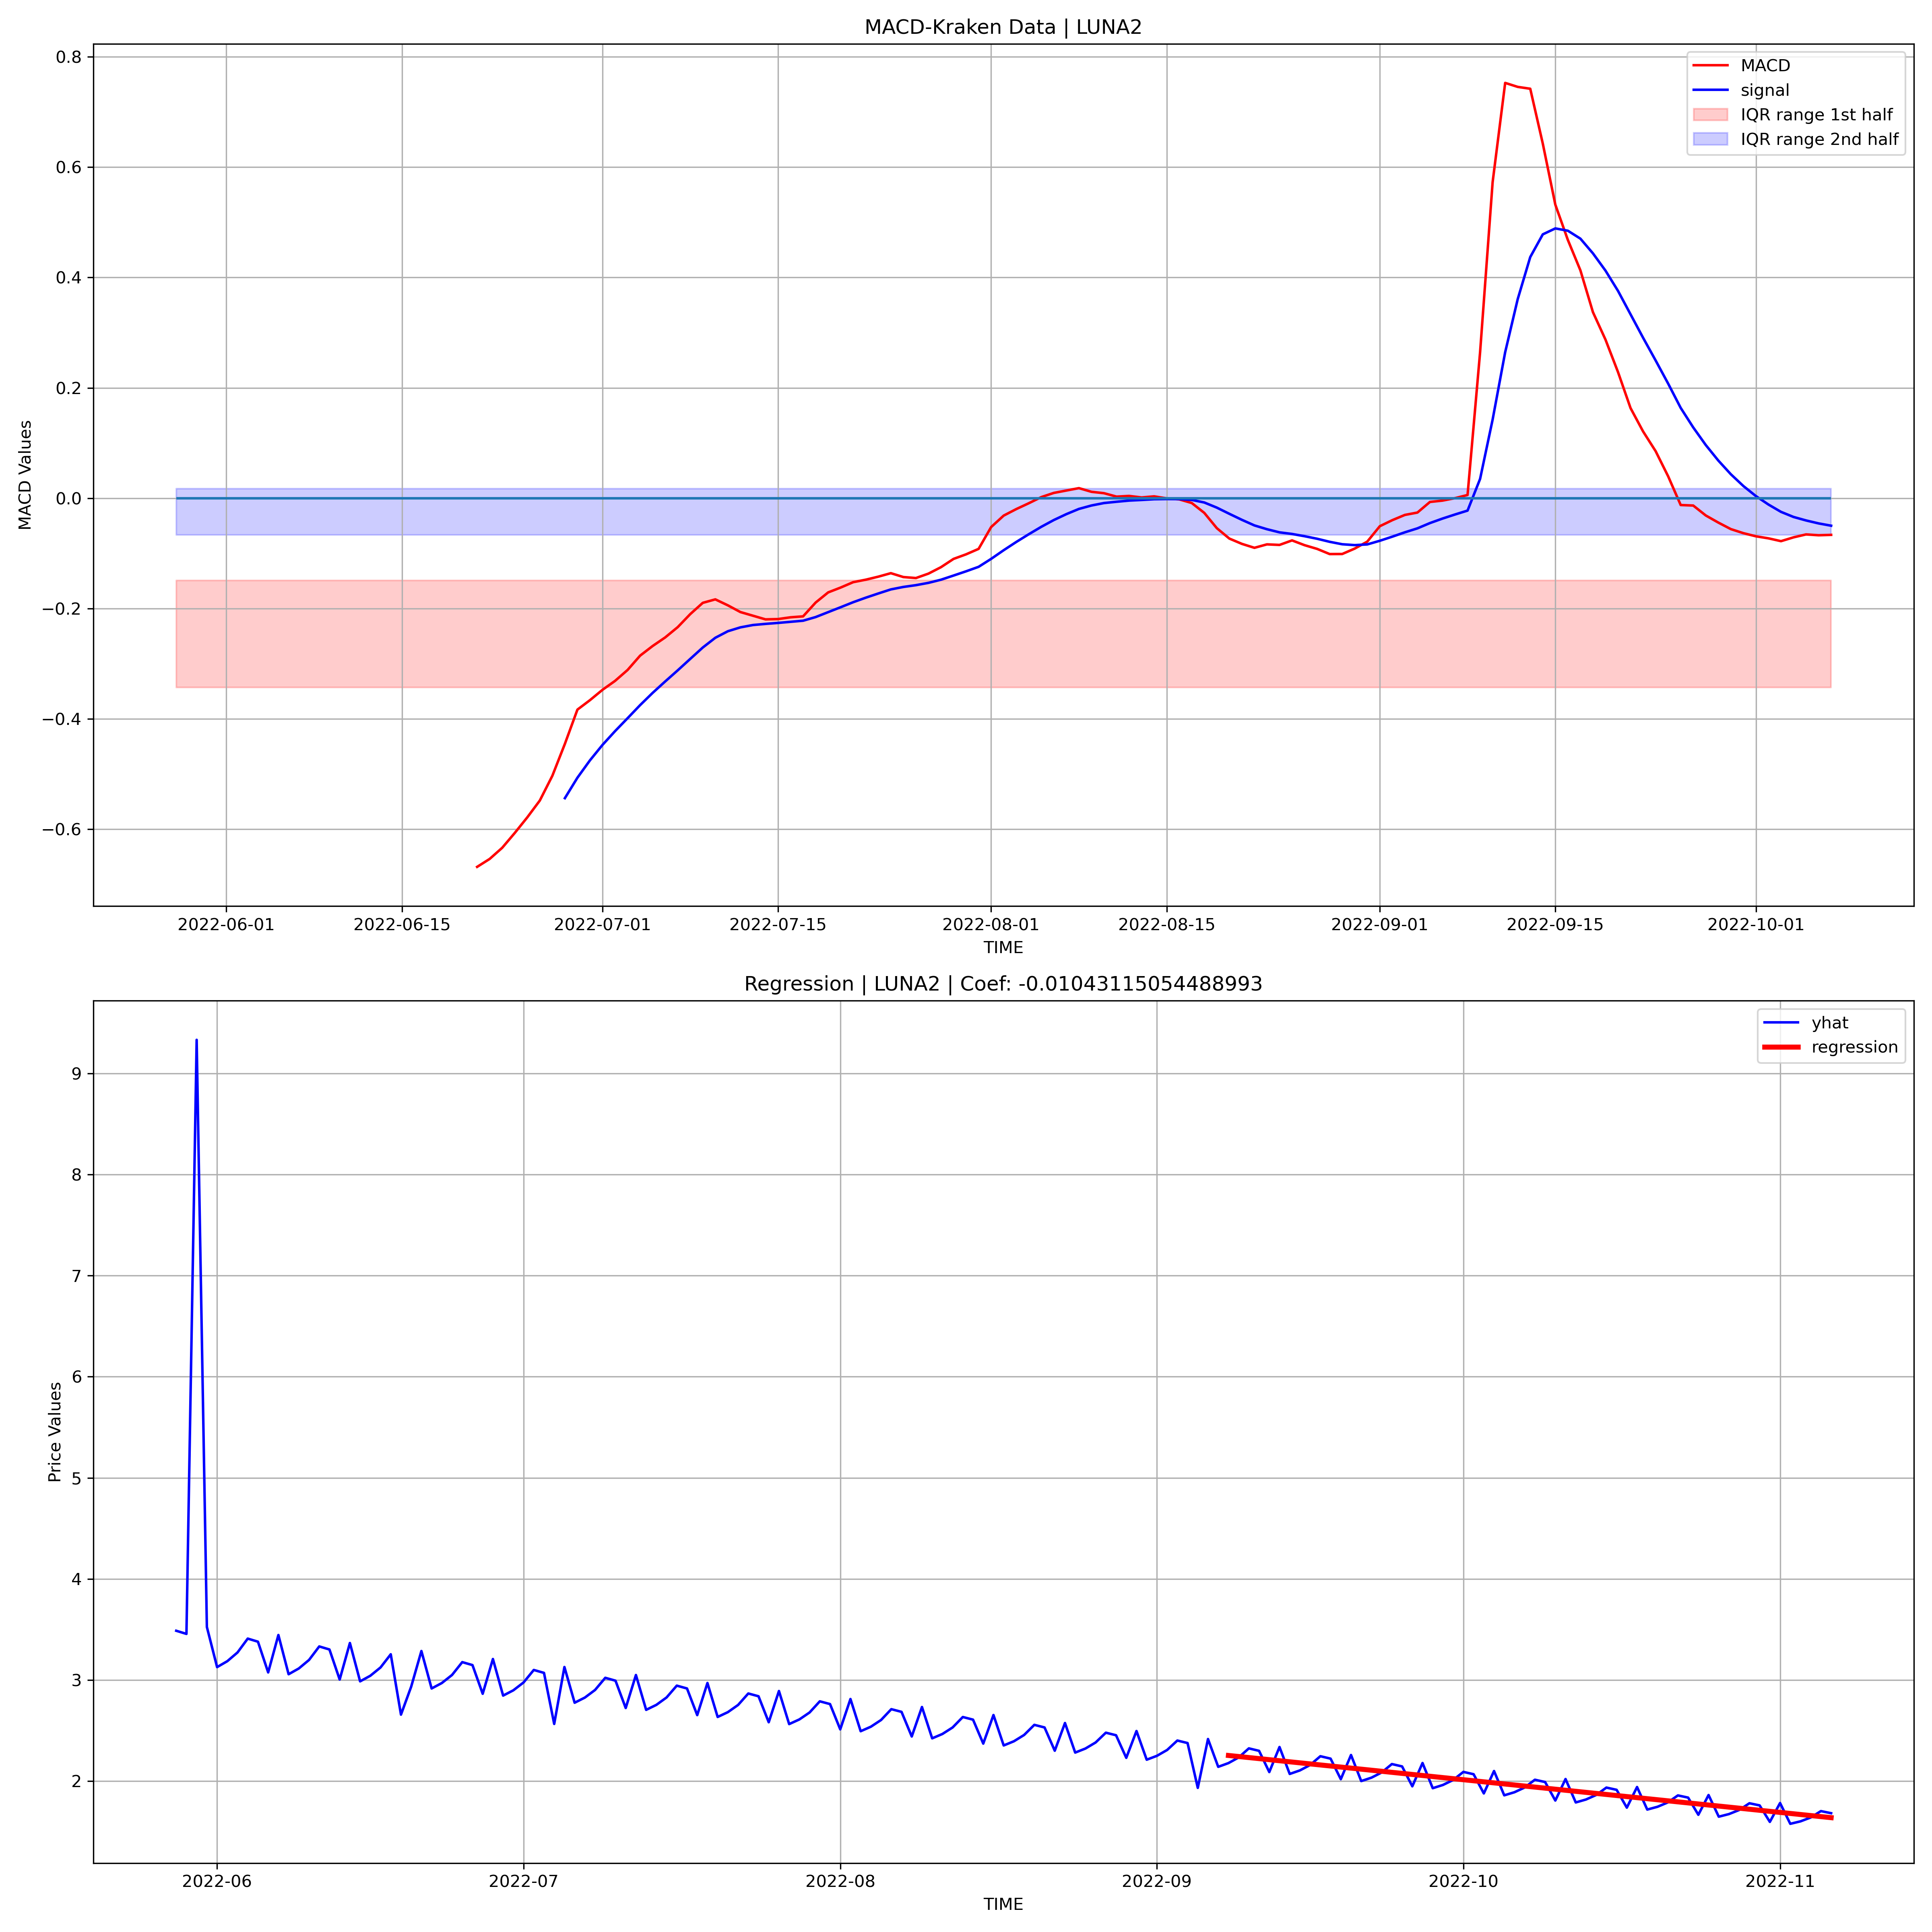 MACD-Kraken Data | LUNA2
MACD
signal
IQR range 1st half
IQR range 2nd half
MACD Values
0.8
0.6
0.4
0.2
0.0
−0.2
−0.4
−0.6
2022-06-01
2022-06-15
2022-07-01
2022-07-15
2022-08-01
2022-08-15
2022-09-01
2022-09-15
2022-10-01
TIME
Regression | LUNA2 | Coef: -0.01043115054488993
yhat
regression
Price Values
9
8
7
6
5
4
3
2
2022-06
2022-07
2022-08
2022-09
2022-10
2022-11
TIME